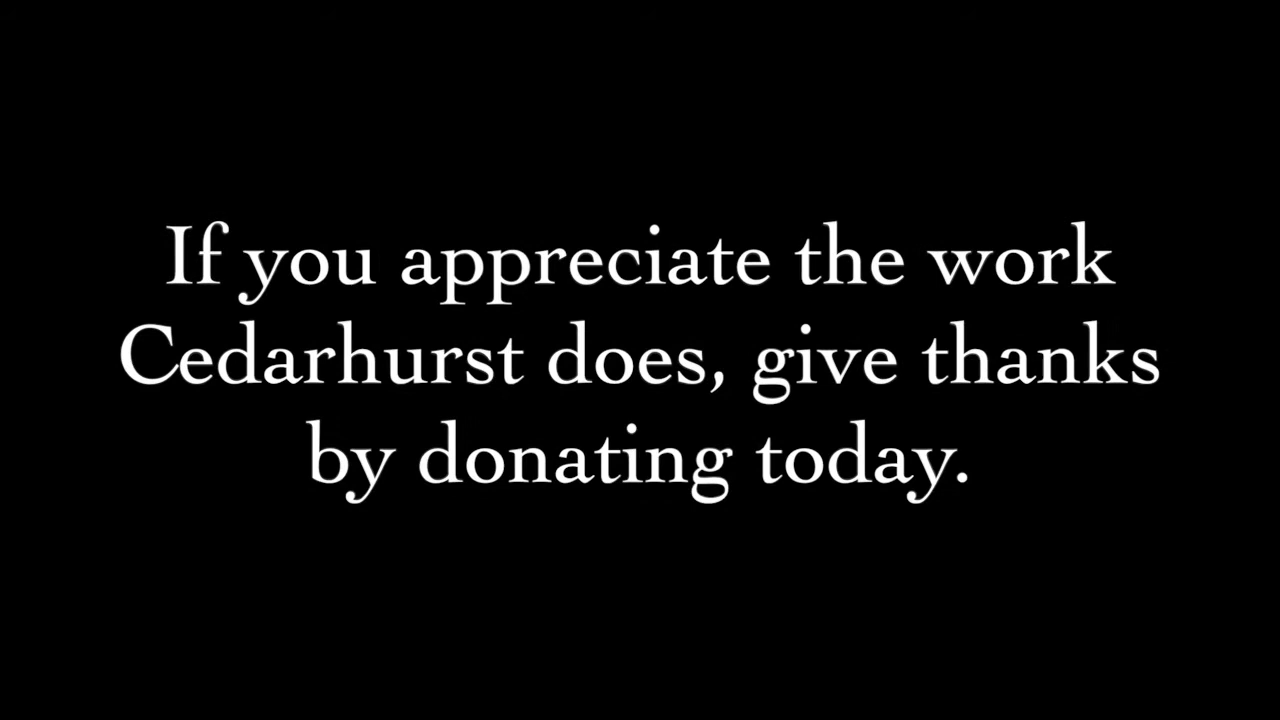 If you appreciate the work
Cedarhurst does, give thanks
by donating today.